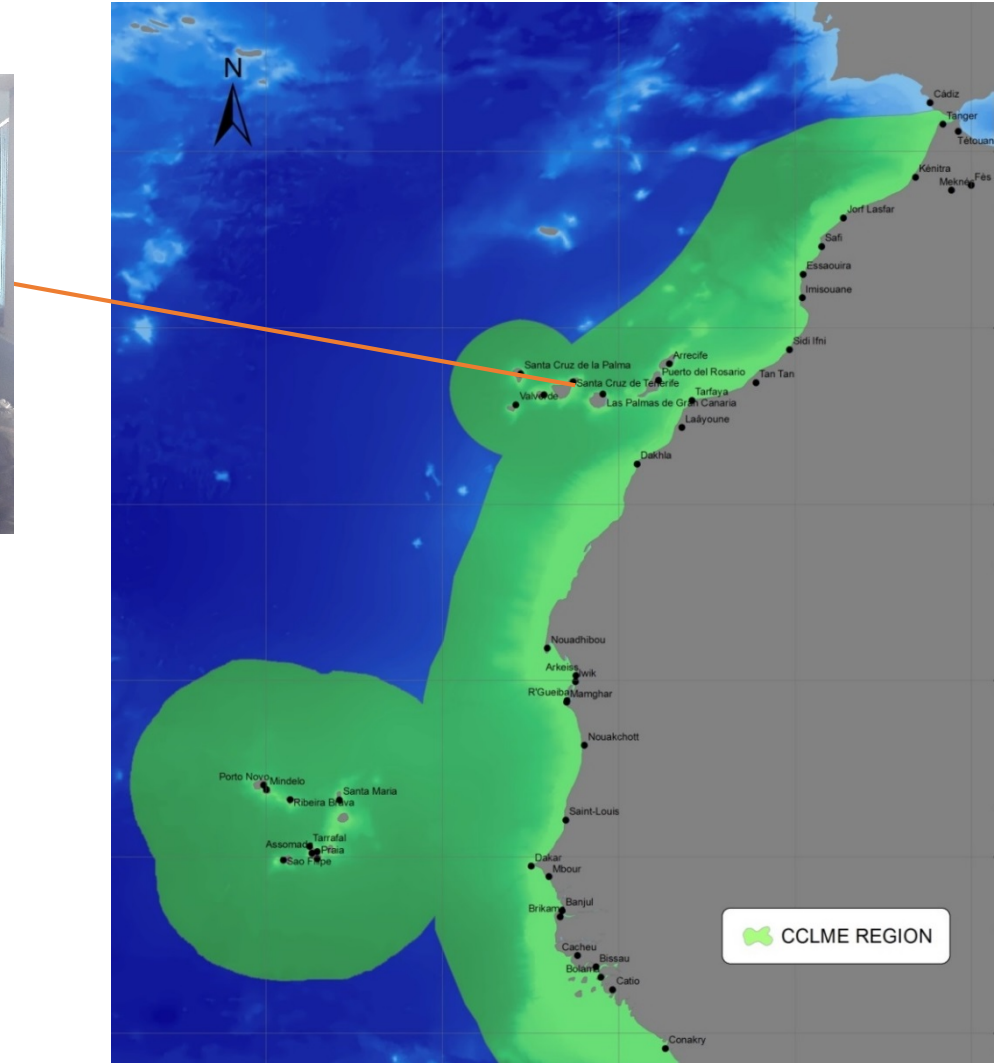 N
Cádiz
Tanger
Tétouan
Kénitra
Fès
Jorf Lasfar
Safi
Essaouira
Imisouane
Sidi Ifni
Arrecife
Santa Cruz de la Palma
Puerto del Rosario
Tan Tan
Santa Cruz de Tenerife
Valverde
Tarfaya
Las Palmas de Gran Canaria
Laâyoune
Dakhla
Nouadhibou
Arkeiss
R'Gueiba
Mamghar
Nouakchott
Porto Novo
Mindelo
Santa Maria
Ribeira Brava
Saint-Louis
Tarrafal
Assomada
Praia
Sao Filipe
Dakar
Mbour
Banjul
Brikama
CCLME REGION
Cacheu
Bissau
Bolama
Catio
Conakry